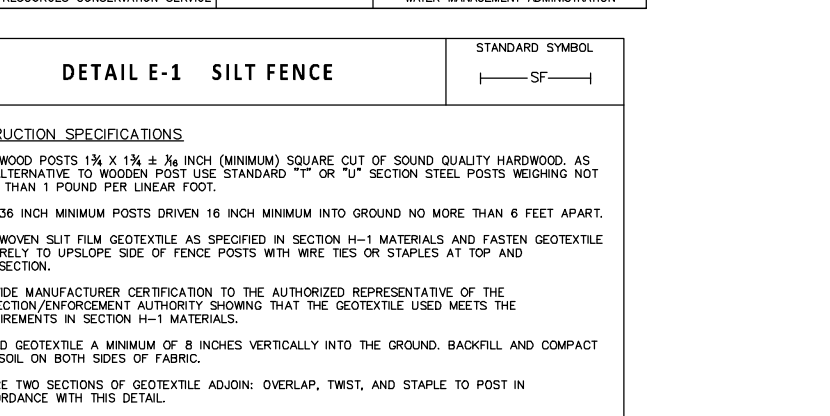 RESOURCES CONSERVATION SERVICE
WATER MANAGEMENT ADMINISTRATION
DETAIL E-1 SILT FENCE
STANDARD SYMBOL
SF
RUCTION SPECIFICATIONS
WOOD POSTS 1¾ X 1¾ ± 1/16 INCH (MINIMUM) SQUARE CUT OF SOUND QUALITY HARDWOOD. AS
LTERNATIVE TO WOODEN POST USE STANDARD "T" OR "U" SECTION STEEL POSTS WEIGHING NOT
THAN 1 POUND PER LINEAR FOOT.
36 INCH MINIMUM POSTS DRIVEN 16 INCH MINIMUM INTO GROUND NO MORE THAN 6 FEET APART.
WOVEN SLIT FILM GEOTEXTILE AS SPECIFIED IN SECTION H-1 MATERIALS AND FASTEN GEOTEXTILE
RELY TO UPSLOPE SIDE OF FENCE POSTS WITH WIRE TIES OR STAPLES AT TOP AND
SECTION.
IDE MANUFACTURER CERTIFICATION TO THE AUTHORIZED REPRESENTATIVE OF THE
ECTION/ENFORCEMENT AUTHORITY SHOWING THAT THE GEOTEXTILE USED MEETS THE
IREMENTS IN SECTION H-1 MATERIALS.
D GEOTEXTILE A MINIMUM OF 8 INCHES VERTICALLY INTO THE GROUND. BACKFILL AND COMPACT
SOIL ON BOTH SIDES OF FABRIC.
E TWO SECTIONS OF GEOTEXTILE ADJOIN: OVERLAP, TWIST, AND STAPLE TO POST IN
ORDANCE WITH THIS DETAIL.